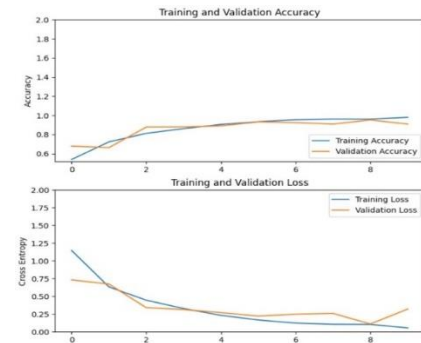 Training and Validation Accuracy
2.0
1.8
1.6
1.4
1.2
1.0
0.8
0.6
Accuracy
Training Accuracy
Validation Accuracy
0 2 4 6 8
Training and Validation Loss
2.00
1.75
1.50
1.25
1.00
0.75
0.50
0.25
0.00
Cross Entropy
Training Loss
Validation Loss
0 2 4 6 8